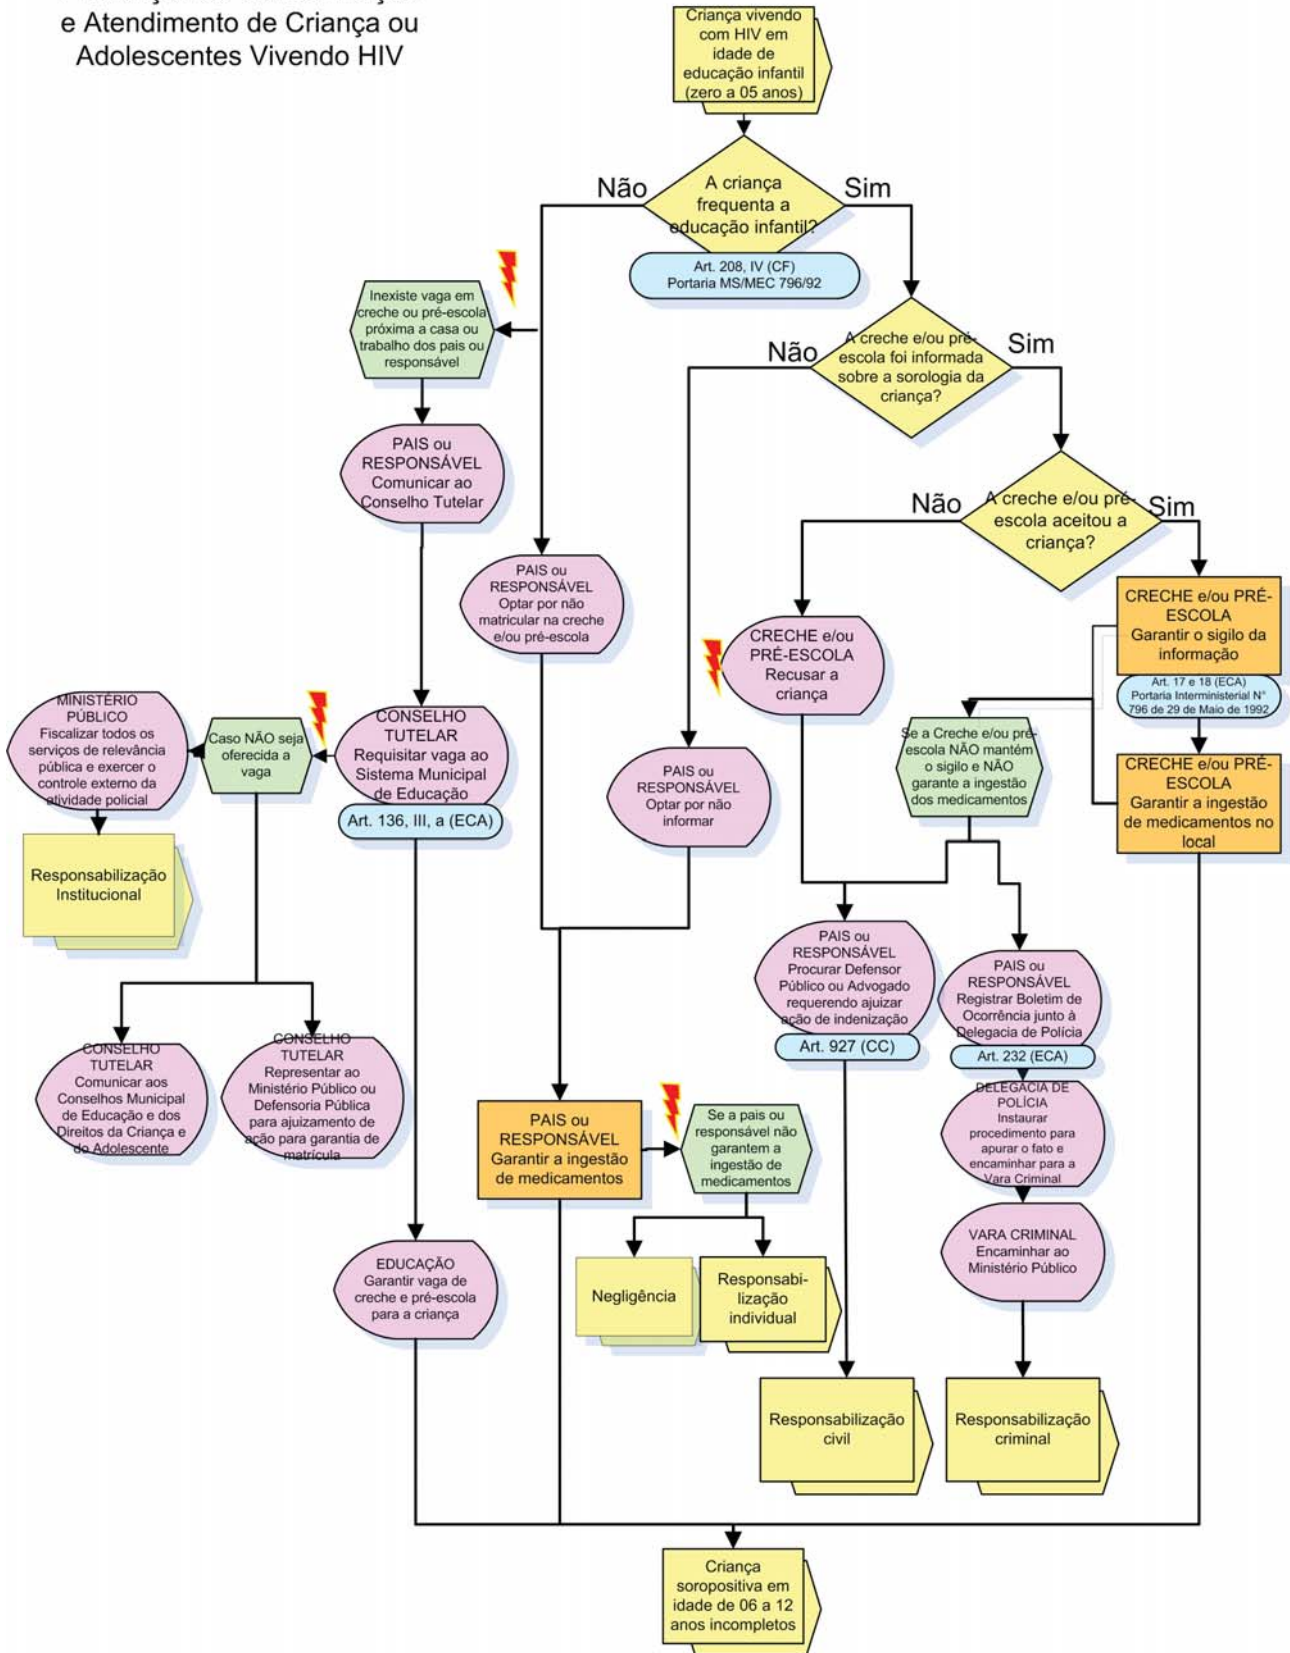 e Atendimento de Criança ou
Adolescentes Vivendo HIV
Criança vivendo
com HIV em
idade de
educação infantil
(zero a 05 anos)
Não
A criança
frequenta a
educação infantil?
Sim
Art. 208, IV (CF)
Portaria MS/MEC 796/92
Inexiste vaga em
creche ou pré-escola
próxima a casa ou
trabalho dos pais ou
responsável
Não
A creche e/ou pré-
escola foi informada
sobre a sorologia da
criança?
Sim
PAIS ou
RESPONSÁVEL
Comunicar ao
Conselho Tutelar
Não
A creche e/ou pré-
escola aceitou a
criança?
Sim
PAIS ou
RESPONSÁVEL
Optar por não
matricular na creche
e/ou pré-escola
CRECHE e/ou
PRÉ-ESCOLA
Recusar a
criança
CRECHE e/ou PRÉ-
ESCOLA
Garantir o sigilo da
informação
Art. 17 e 18 (ECA)
Portaria Interministerial N°
796 de 29 de Maio de 1992
MINISTÉRIO
PÚBLICO
Fiscalizar todos os
serviços de relevância
pública e exercer o
controle externo da
atividade policial
Caso NÃO seja
oferecida a
vaga
CONSELHO
TUTELAR
Requisitar vaga ao
Sistema Municipal
de Educação
Art. 136, III, a (ECA)
PAIS ou
RESPONSÁVEL
Optar por não
informar
Se a Creche e/ou pré-
escola NÃO mantém
o sigilo e NÃO
garante a ingestão
dos medicamentos
CRECHE e/ou PRÉ-
ESCOLA
Garantir a ingestão
de medicamentos no
local
Responsabilização
Institucional
PAIS ou
RESPONSÁVEL
Procurar Defensor
Público ou Advogado
requerendo ajuizar
ação de indenização
Art. 927 (CC)
PAIS ou
RESPONSÁVEL
Registrar Boletim de
Ocorrência junto à
Delegacia de Polícia
Art. 232 (ECA)
CONSELHO
TUTELAR
Comunicar aos
Conselhos Municipal
de Educação e dos
Direitos da Criança e
do Adolescente
CONSELHO
TUTELAR
Representar ao
Ministério Público ou
Defensoria Pública
para ajuizamento de
ação para garantia de
matrícula
PAIS ou
RESPONSÁVEL
Garantir a ingestão
de medicamentos
Se a pais ou
responsável não
garantem a
ingestão de
medicamentos
DELEGACIA DE
POLÍCIA
Instaurar
procedimento para
apurar o fato e
encaminhar para a
Vara Criminal
EDUCAÇÃO
Garantir vaga de
creche e pré-escola
para a criança
Negligência
Responsabi-
lização
individual
VARA CRIMINAL
Encaminhar ao
Ministério Público
Responsabilização
civil
Responsabilização
criminal
Criança
soropositiva em
idade de 06 a 12
anos incompletos